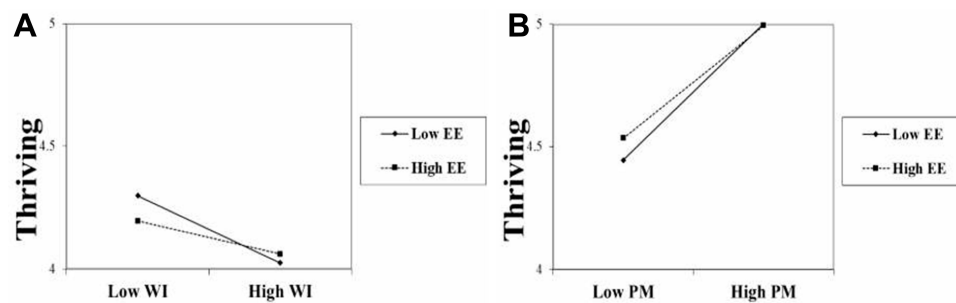 A
5
4.5
4
Thriving
Low WI
High WI
Low EE
High EE
B
5
4.5
4
Thriving
Low PM
High PM
Low EE
High EE